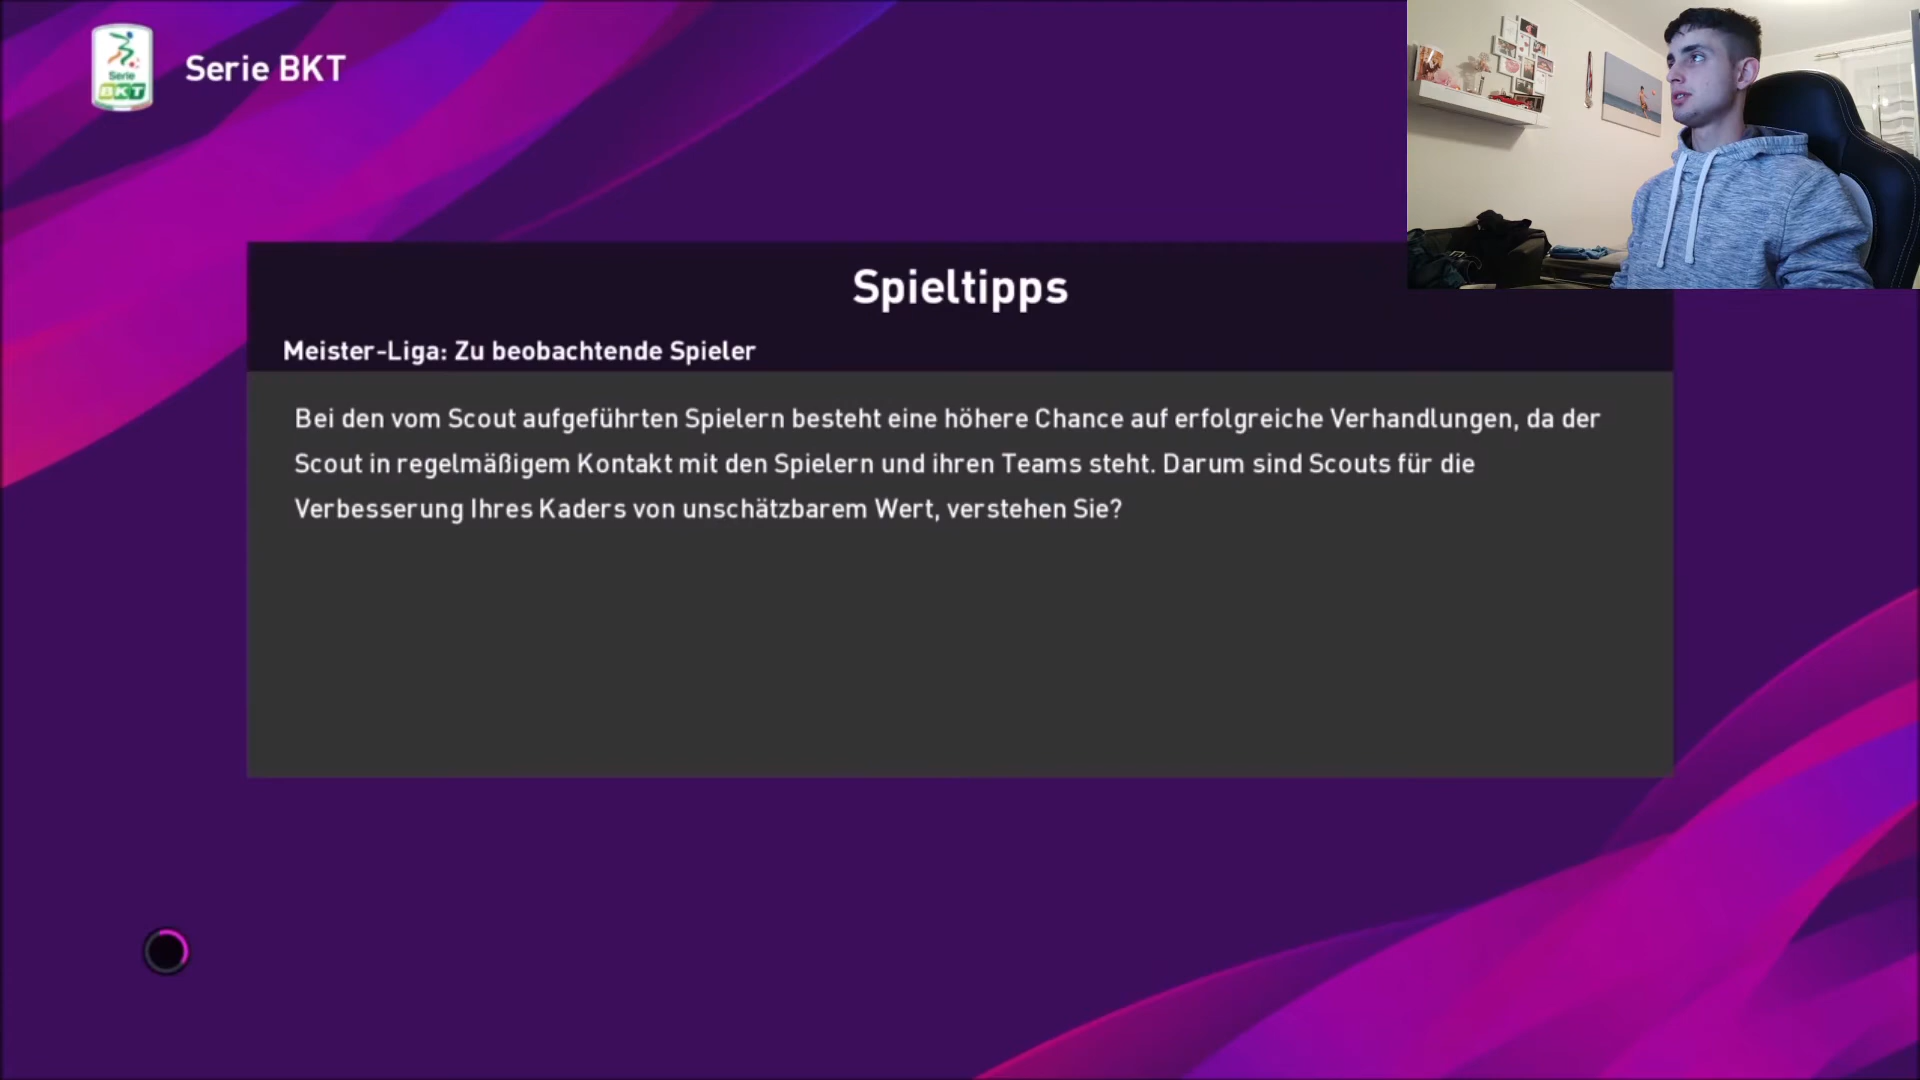 Serie
BKT
Serie BKT
Spieltipps
Meister-Liga: Zu beobachtende Spieler
Bei den vom Scout aufgeführten Spielern besteht eine höhere Chance auf erfolgreiche Verhandlungen, da der
Scout in regelmäßigem Kontakt mit den Spielern und ihren Teams steht. Darum sind Scouts für die
Verbesserung Ihres Kaders von unschätzbarem Wert, verstehen Sie?